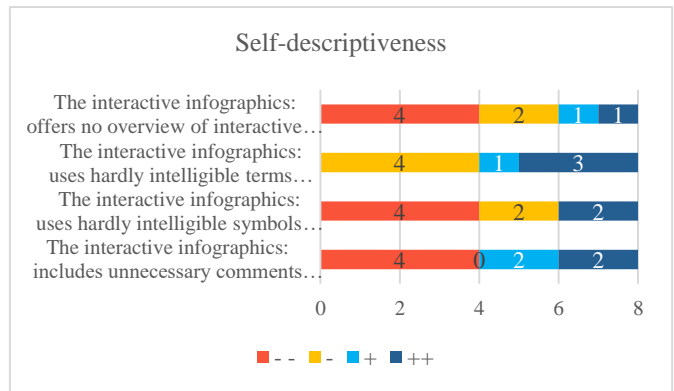 Self-descriptiveness
The interactive infographics:
offers no overview of interactive…
4 2 1 1
The interactive infographics:
uses hardly intelligible terms…
4 1 3
The interactive infographics:
uses hardly intelligible symbols…
4 2 2
The interactive infographics:
includes unnecessary comments…
4 0 2 2
0 2 4 6 8
- - - + ++